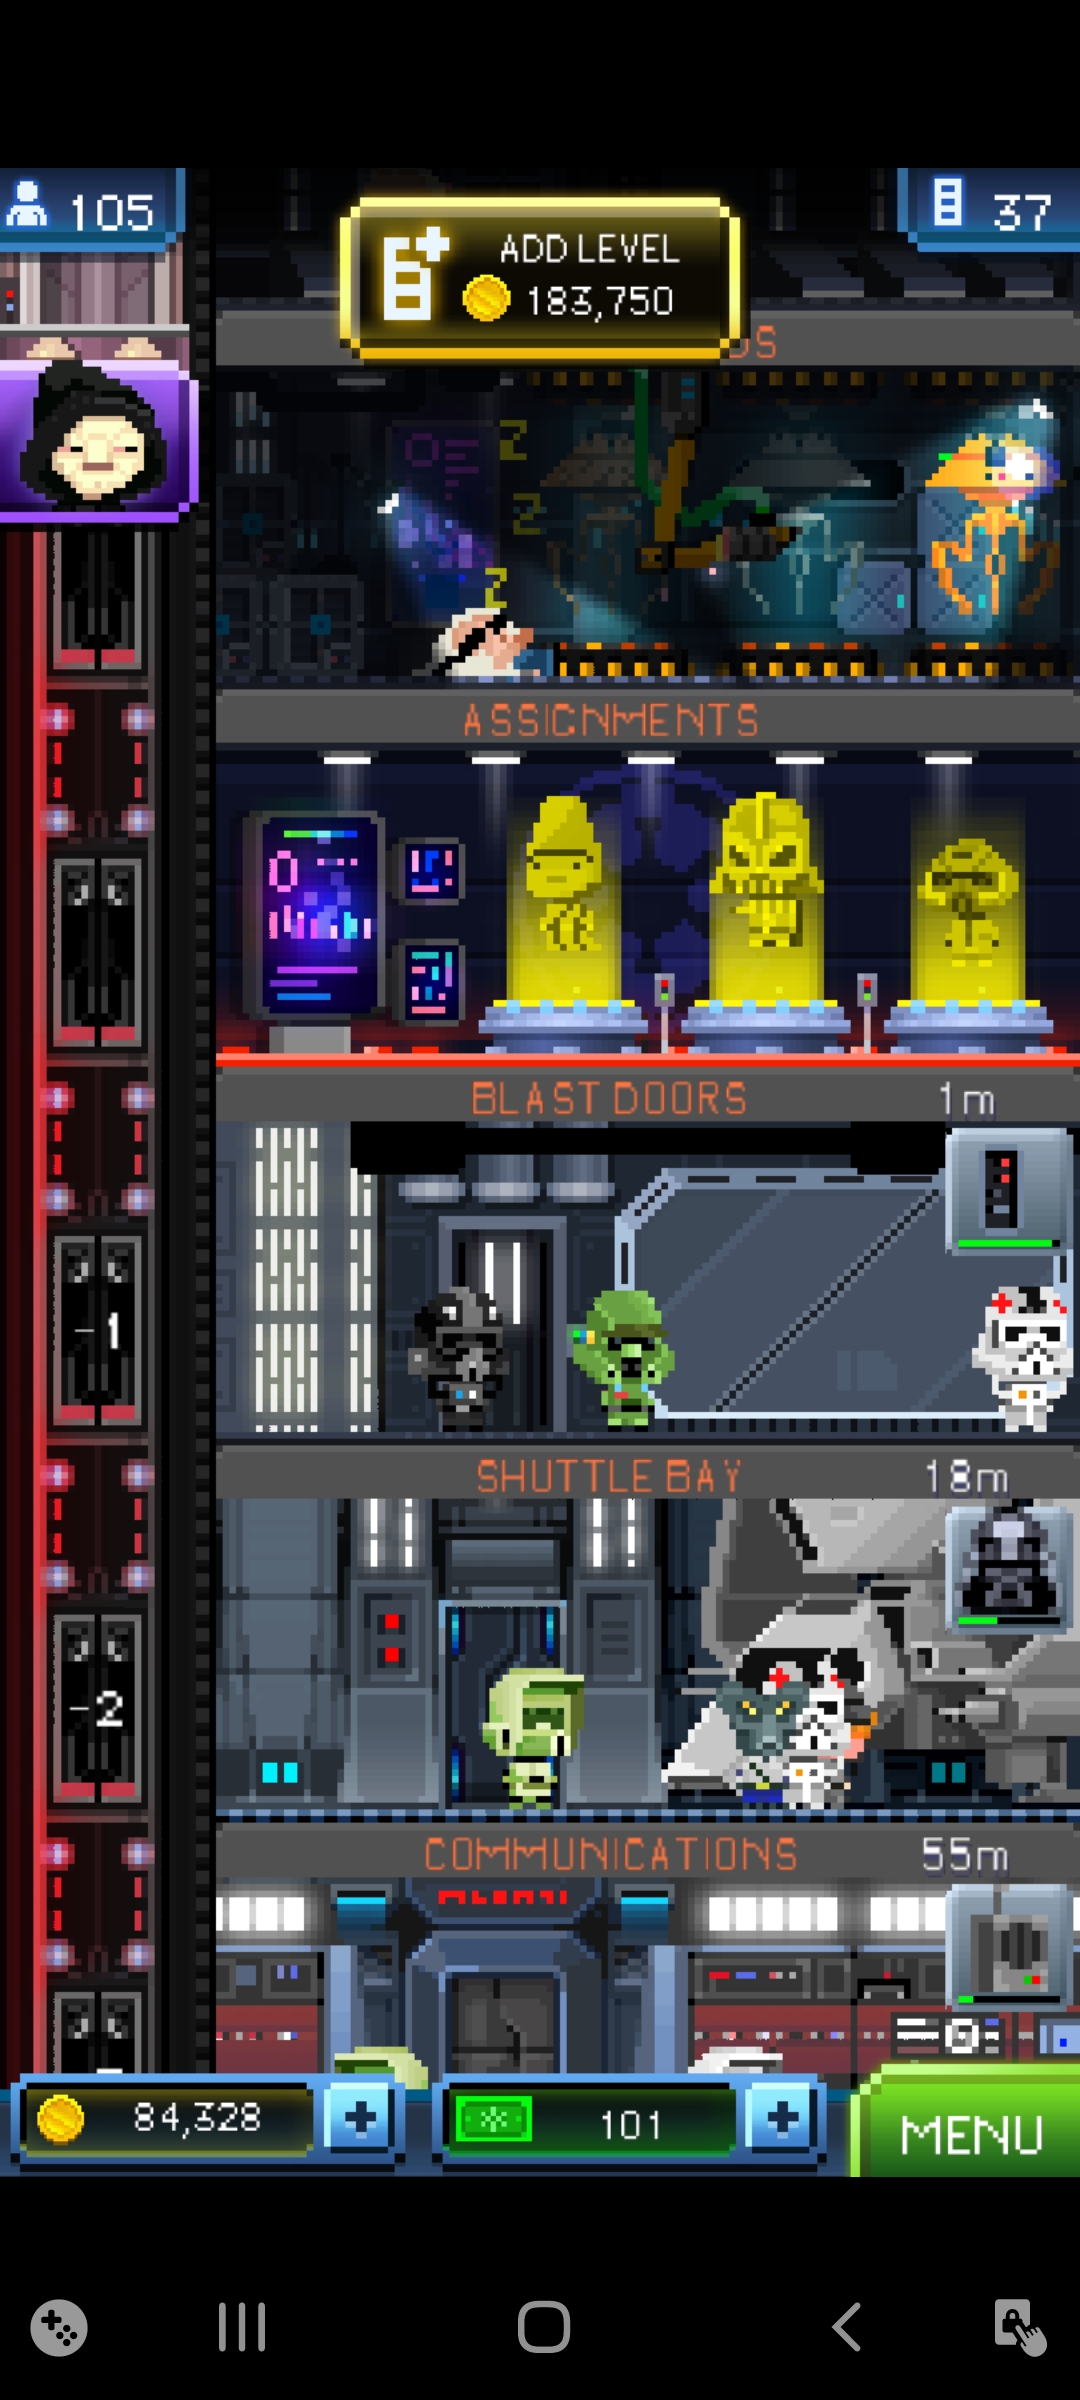 105
37
ADD LEVEL
183,750
DS
Z
Z
Z
ASSIGNMENTS
BLAST DOORS 1m
-1
SHUTTLE BAY 18m
-2
COMMUNICATIONS 55m
84,328
101
MENU